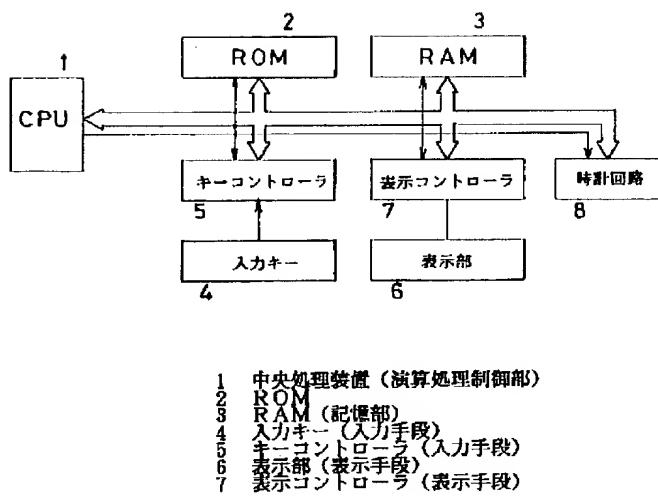 2
3
1
ROM
RAM
CPU
キーコントローラ
表示コントローラ
時計回路
5
7
8
入力キー
表示部
4
6
1 中央処理装置(演算処理制御部)
2 ROM
3 RAM(記憶部)
4 入力キー(入力手段)
5 キーコントローラ(入力手段)
6 表示部(表示手段)
7 表示コントローラ(表示手段)